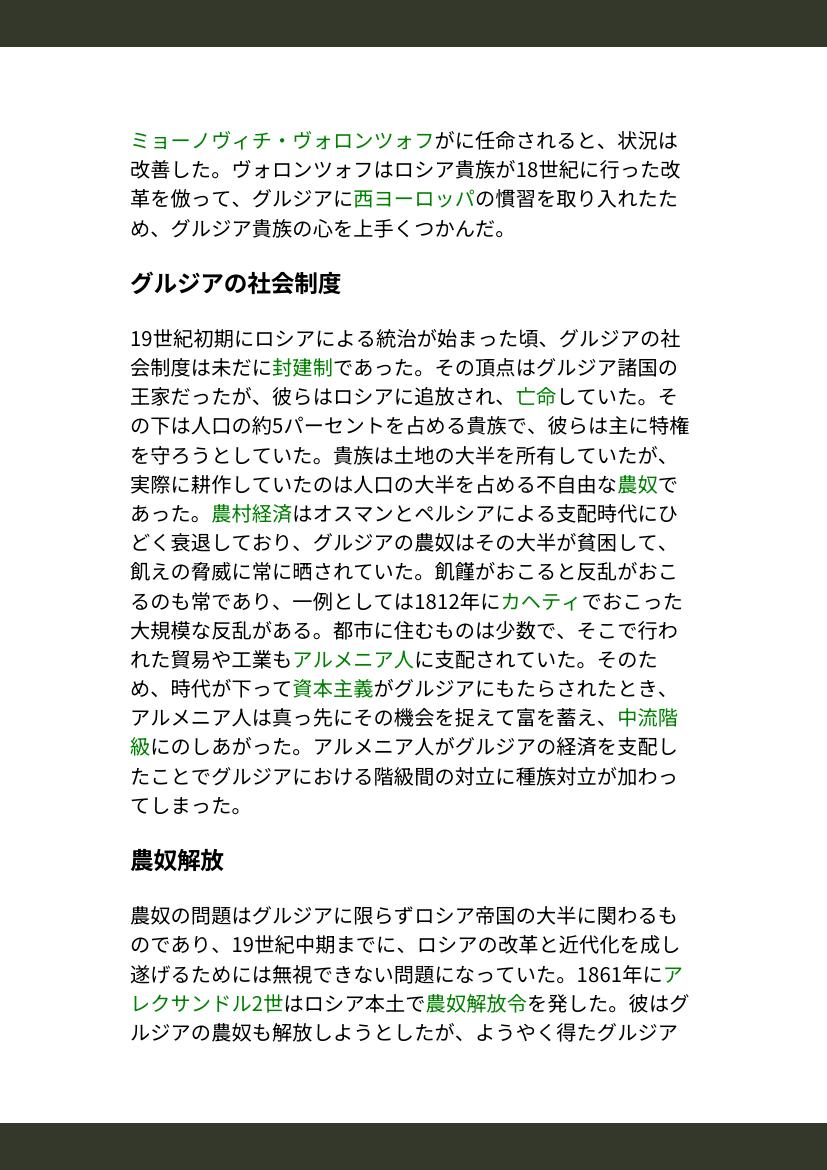 ミョーノヴィチ・ヴォロンツォフがに任命されると、状況は
改善した。ヴォロンツォフはロシア貴族が18世紀に行った改
革を倣って、グルジアに西ヨーロッパの慣習を取り入れたた
め、グルジア貴族の心を上手くつかんだ。
グルジアの社会制度
19世紀初期にロシアによる統治が始まった頃、グルジアの社
会制度は未だに封建制であった。その頂点はグルジア諸国の
王家だったが、彼らはロシアに追放され、亡命していた。そ
の下は人口の約5パーセントを占める貴族で、彼らは主に特権
を守ろうとしていた。貴族は土地の大半を所有していたが、
実際に耕作していたのは人口の大半を占める不自由な農奴で
あった。農村経済はオスマンとペルシアによる支配時代にひ
どく衰退しており、グルジアの農奴はその大半が貧困して、
飢えの脅威に常に晒されていた。飢饉がおこると反乱がおこ
るのも常であり、一例としては1812年にカヘティでおこった
大規模な反乱がある。都市に住むものは少数で、そこで行わ
れた貿易や工業もアルメニア人に支配されていた。そのた
め、時代が下って資本主義がグルジアにもたらされたとき、
アルメニア人は真っ先にその機会を捉えて富を蓄え、中流階
級にのしあがった。アルメニア人がグルジアの経済を支配し
たことでグルジアにおける階級間の対立に種族対立が加わっ
てしまった。
農奴解放
農奴の問題はグルジアに限らずロシア帝国の大半に関わるも
のであり、19世紀中期までに、ロシアの改革と近代化を成し
遂げるためには無視できない問題になっていた。1861年にア
レクサンドル2世はロシア本土で農奴解放令を発した。彼はグ
ルジアの農奴も解放しようとしたが、ようやく得たグルジア